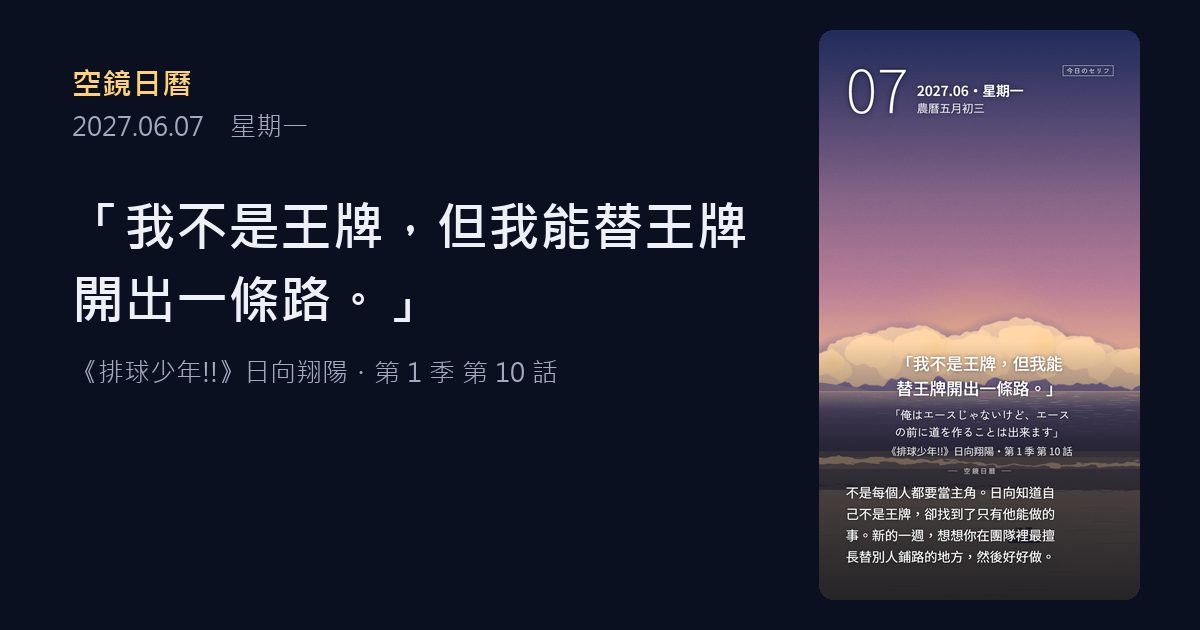 空鏡日曆
2027.06.07 星期一
「我不是王牌，但我能替王牌
開出一條路。」
《排球少年!!》日向翔陽・第 1 季 第 10 話
07
2027.06・星期一
農曆五月初三
今日のセリフ
「我不是王牌，但我能
替王牌開出一條路。」
「俺はエースじゃないけど、エース
の前に道を作ることは出来ます」
《排球少年!!》日向翔陽・第 1 季 第 10 話
— 空鏡日曆 —
不是每個人都要當主角。日向知道自
己不是王牌，卻找到了只有他能做的
事。新的一週，想想你在團隊裡最擅
長替別人鋪路的地方，然後好好做。